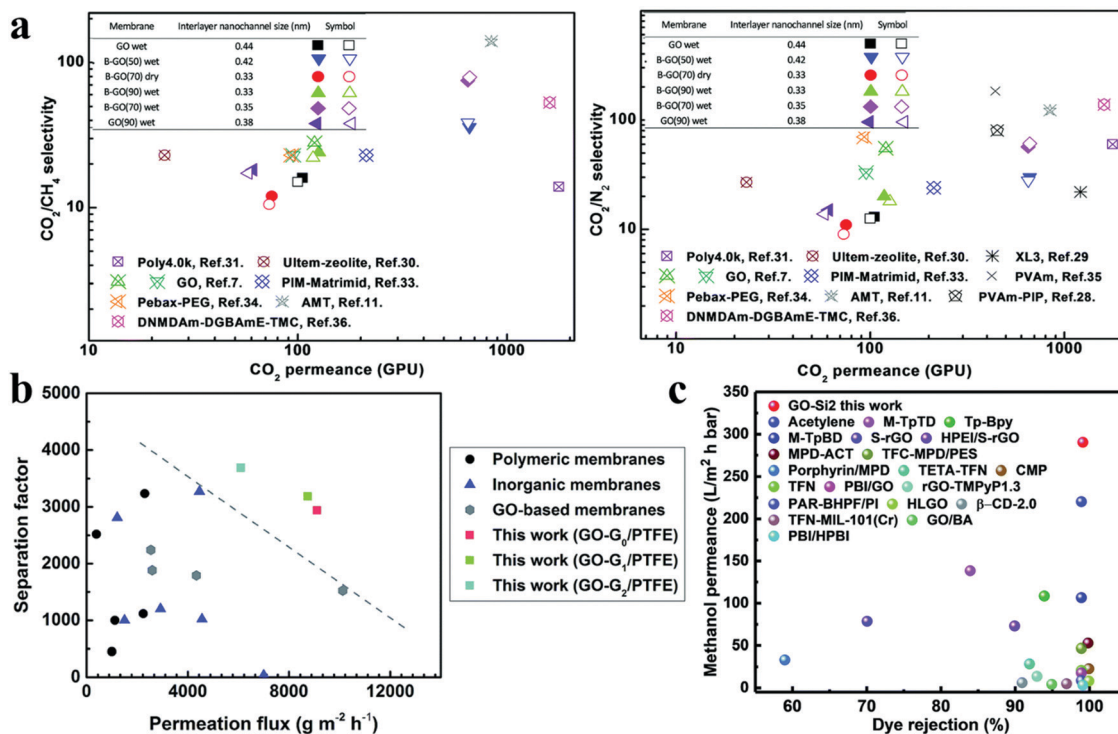 a
Membrane Interlayer nanochannel size (nm) Symbol
GO wet 0.44
B-GO(50) wet 0.42
B-GO(70) dry 0.33
B-GO(90) wet 0.33
B-GO(70) wet 0.35
GO(90) wet 0.38
100
10
CO2/CH4 selectivity
Poly4.0k, Ref.31. Ultem-zeolite, Ref.30.
GO, Ref.7. PIM-Matrimid, Ref.33.
Pebax-PEG, Ref.34. AMT, Ref.11.
DNMDAm-DGBAmE-TMC, Ref.36.
10 100 1000
CO2 permeance (GPU)
Membrane Interlayer nanochannel size (nm) Symbol
GO wet 0.44
B-GO(50) wet 0.42
B-GO(70) dry 0.33
B-GO(90) wet 0.33
B-GO(70) wet 0.35
GO(90) wet 0.38
100
10
CO2/N2 selectivity
Poly4.0k, Ref.31. Ultem-zeolite, Ref.30. XL3, Ref.29
GO, Ref.7. PIM-Matrimid, Ref.33. PVAm, Ref.35
Pebax-PEG, Ref.34. AMT, Ref.11. PVAm-PIP, Ref.28.
DNMDAm-DGBAmE-TMC, Ref.36.
10 100 1000
CO2 permeance (GPU)
b
5000
4000
3000
2000
1000
0
Separation factor
0 4000 8000 12000
Permeation flux (g m-2 h-1)
Polymeric membranes
Inorganic membranes
GO-based membranes
This work (GO-G0/PTFE)
This work (GO-G1/PTFE)
This work (GO-G2/PTFE)
c
350
300
250
200
150
100
50
0
Methanol permeance (L/m2 h bar)
GO-Si2 this work
Acetylene M-TpTD Tp-Bpy
M-TpBD S-rGO HPEI/S-rGO
MPD-ACT TFC-MPD/PES
Porphyrin/MPD TETA-TFN CMP
TFN PBI/GO rGO-TMPyP1.3
PAR-BHPF/PI HLGO β-CD-2.0
TFN-MIL-101(Cr) GO/BA
PBI/HPBI
60 70 80 90 100
Dye rejection (%)